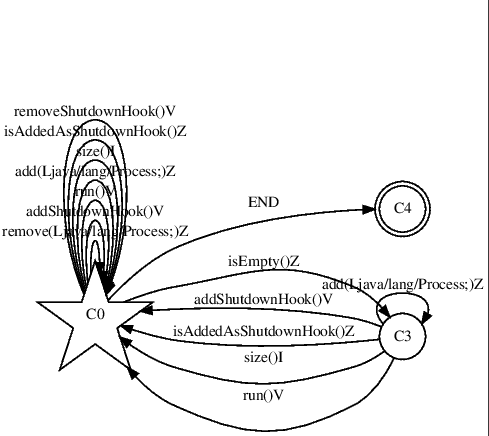 removeShutdownHook()V
isAddedAsShutdownHook()Z
size()I
add(Ljava/lang/Process;)Z
run()V
addShutdownHook()V
remove(Ljava/lang/Process;)Z
END
C4
isEmpty()Z
add(Ljava/lang/Process;)Z
addShutdownHook()V
C0
isAddedAsShutdownHook()Z
C3
size()I
run()V